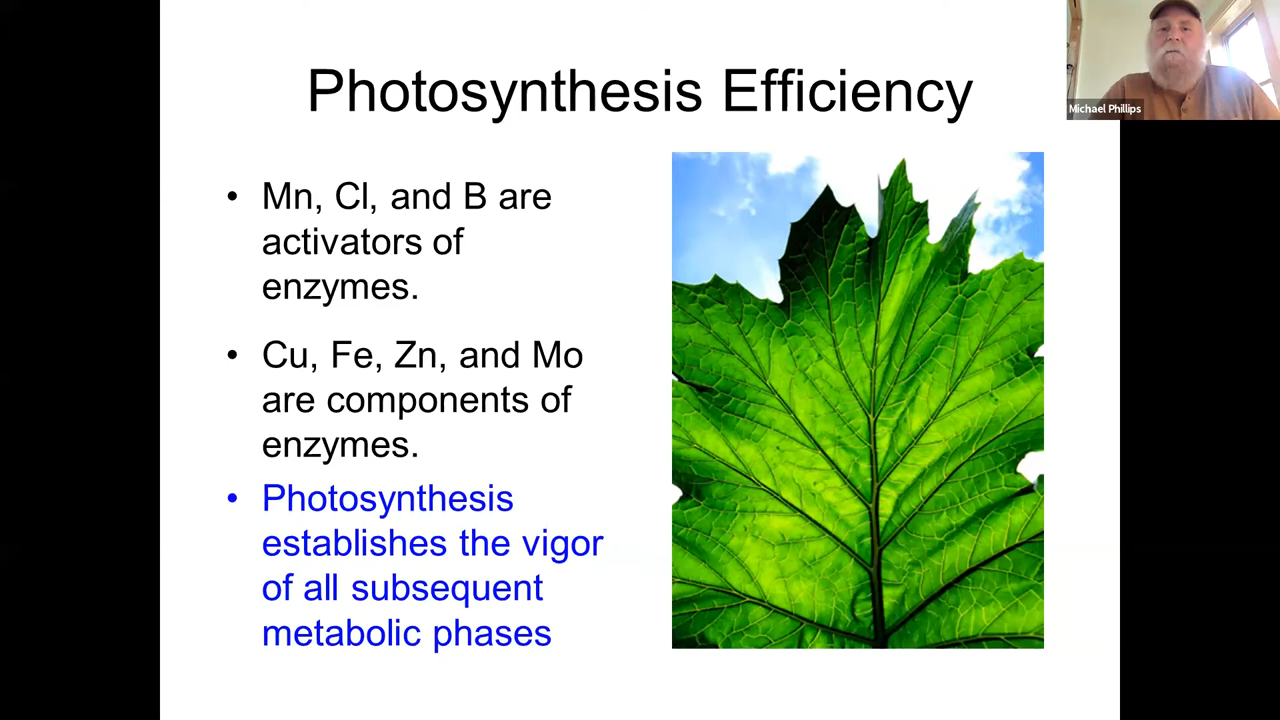 Photosynthesis Efficiency
Michael Phillips
• Mn, Cl, and B are
activators of
enzymes.
• Cu, Fe, Zn, and Mo
are components of
enzymes.
• Photosynthesis
establishes the vigor
of all subsequent
metabolic phases